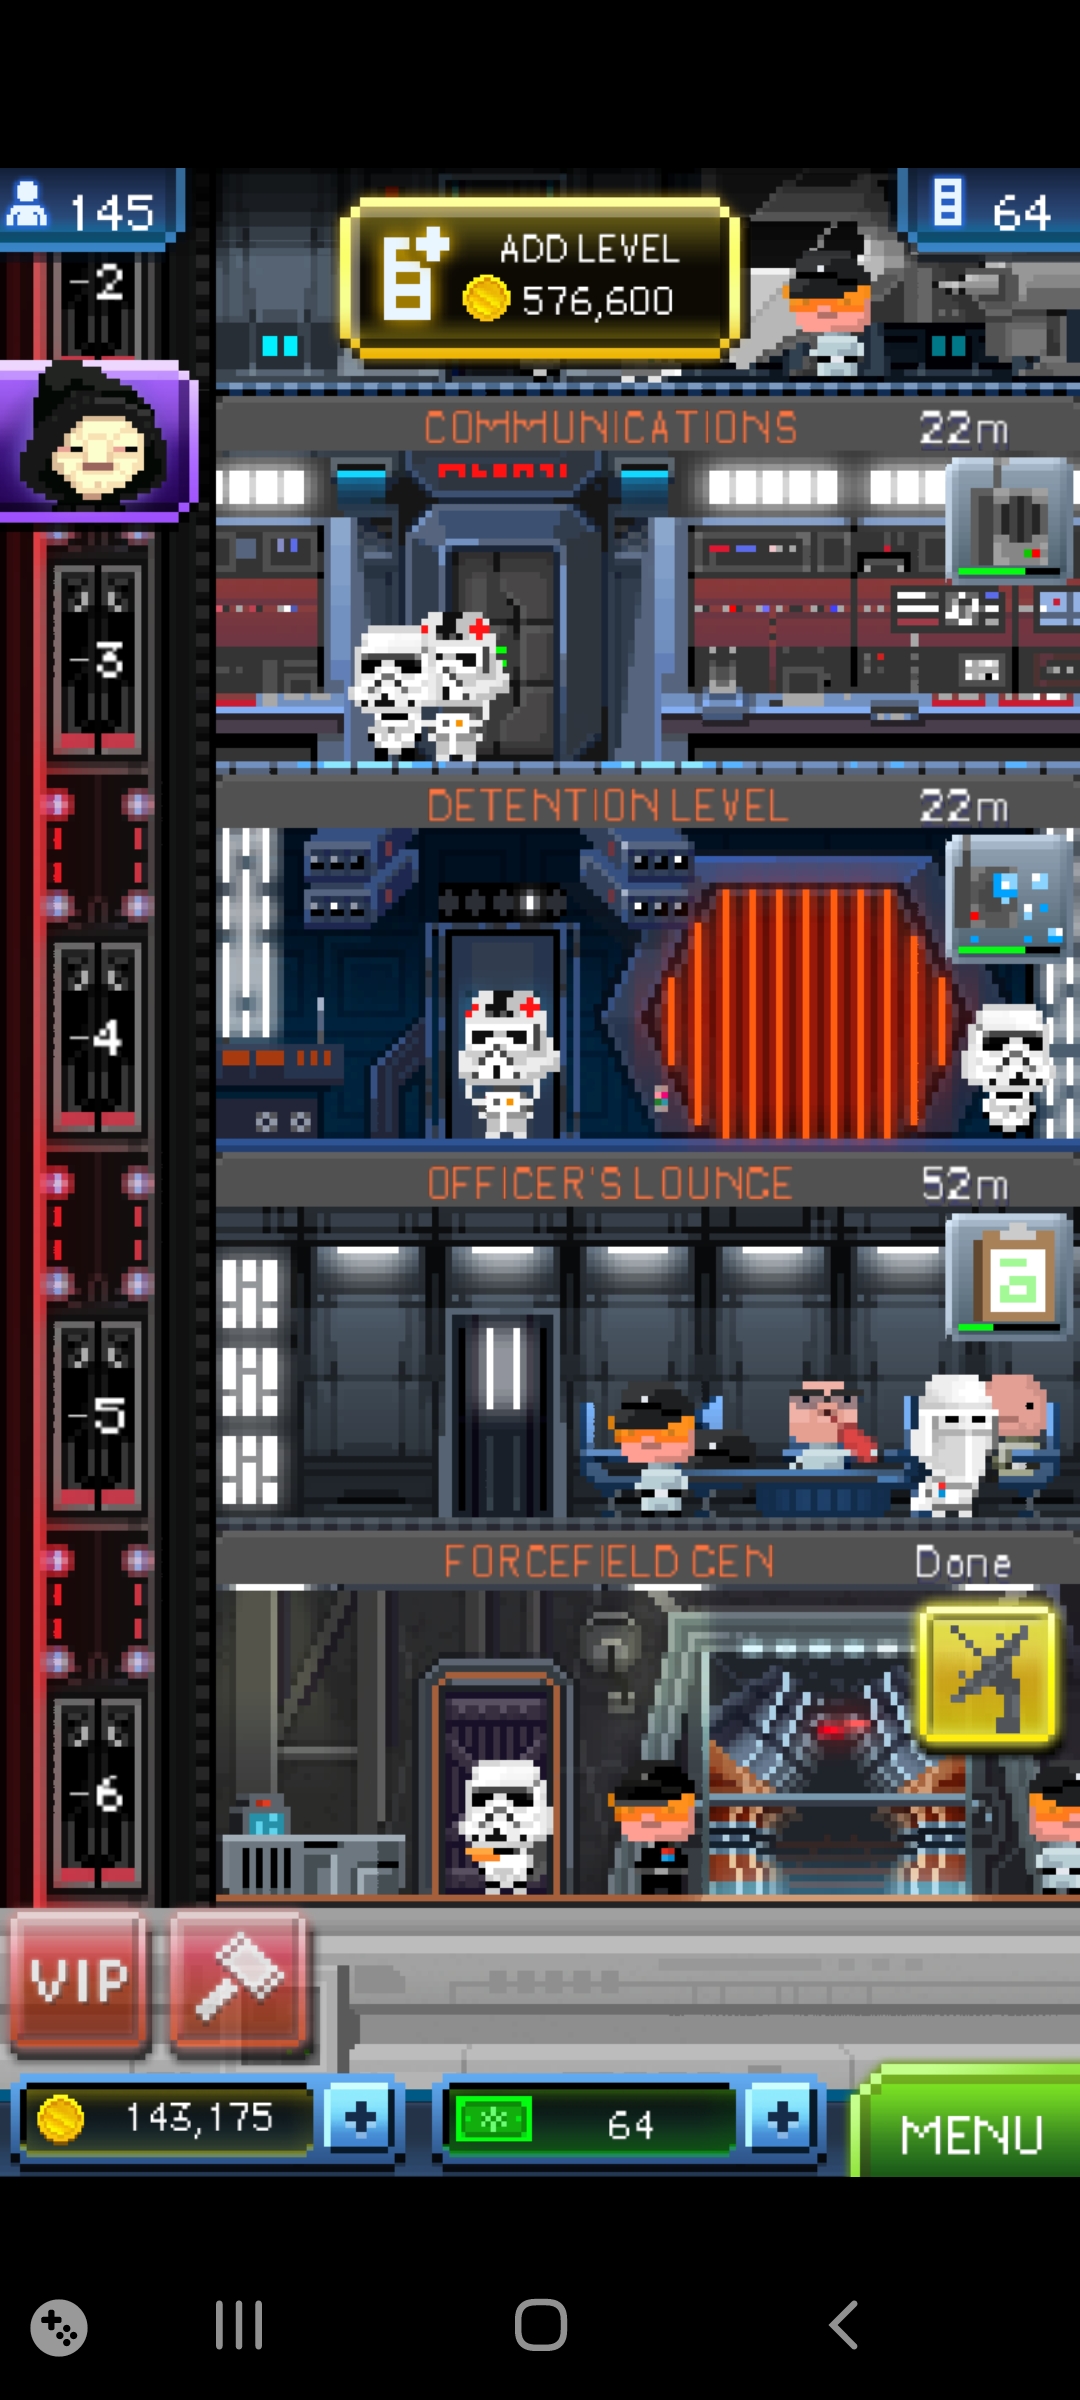 145
64
ADD LEVEL
576,600
-2
COMMUNICATIONS 22m
-3
DETENTION LEVEL 22m
-4
OFFICER'S LOUNGE 52m
-5
FORCEFIELD GEN Done
-6
VIP
143,175
64
MENU